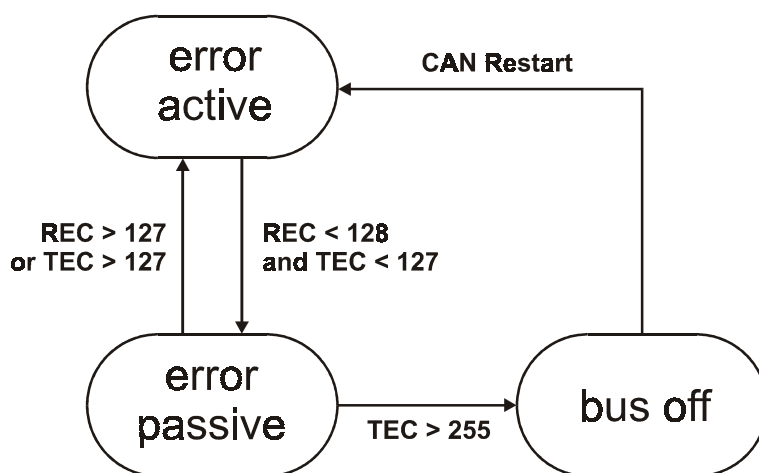 error
active
CAN Restart
REC > 127
or TEC > 127
REC < 128
and TEC < 127
error
passive
TEC > 255
bus off